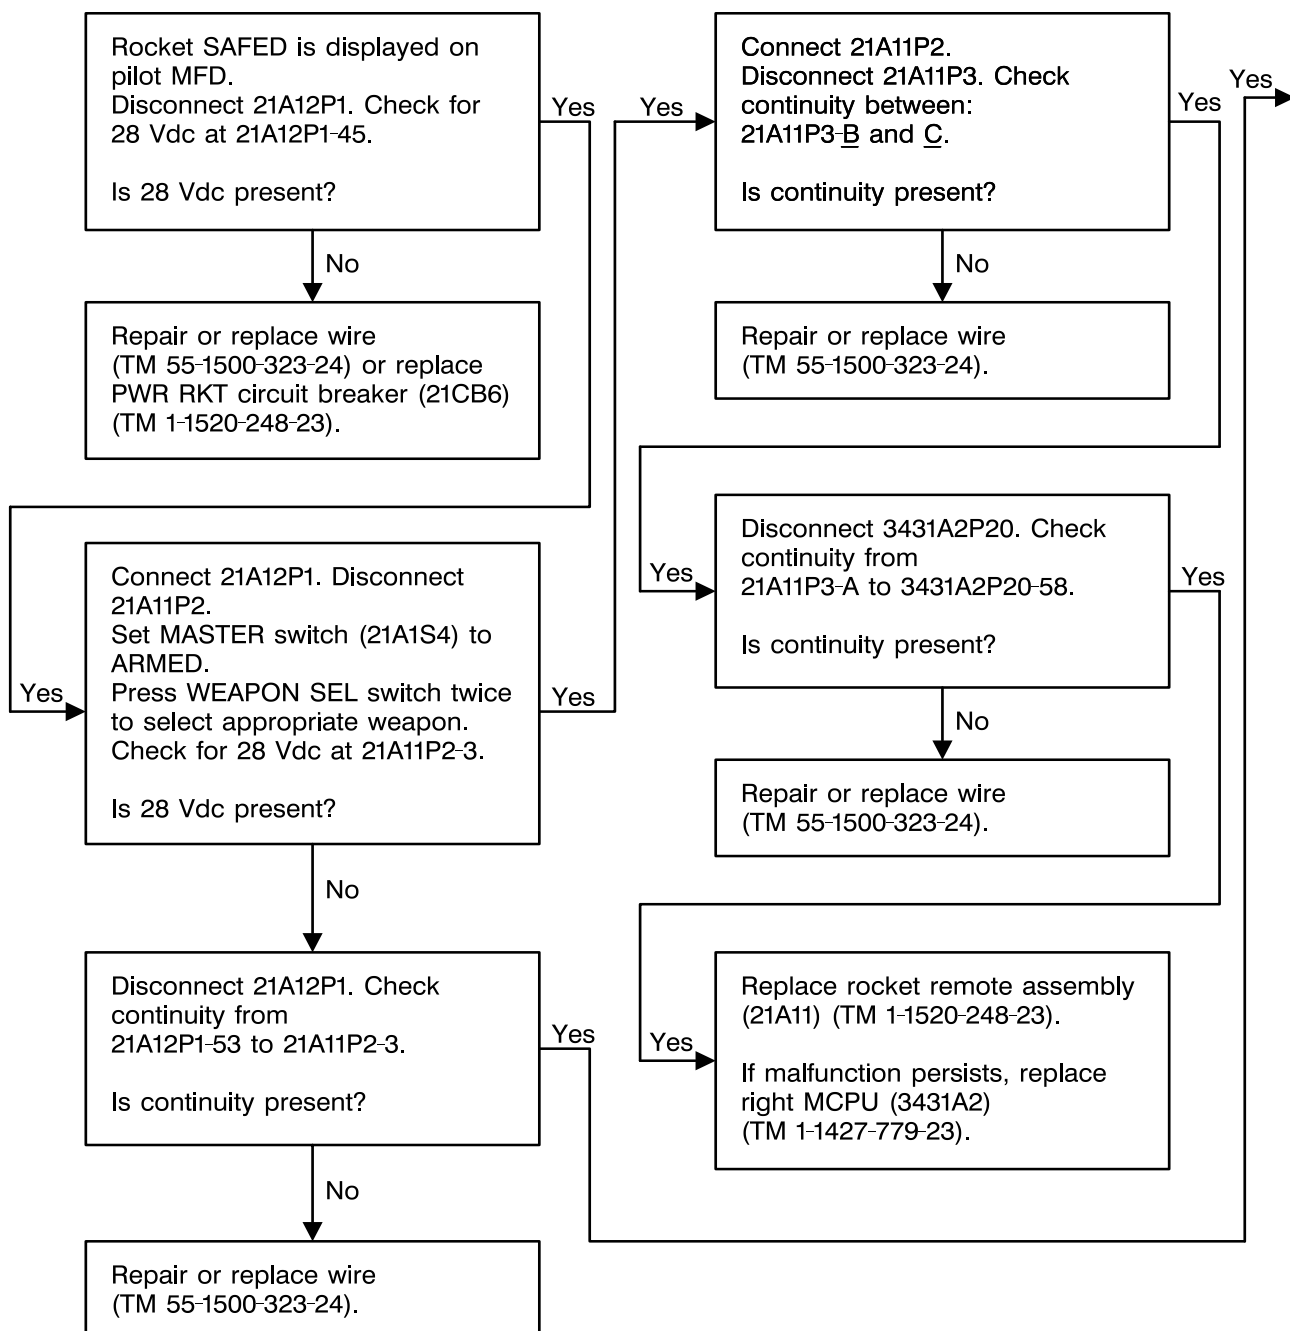 Rocket SAFED is displayed on
pilot MFD.
Disconnect 21A12P1. Check for
28 Vdc at 21A12P1-45.
Is 28 Vdc present?
Yes
No
Repair or replace wire
(TM 55-1500-323-24) or replace
PWR RKT circuit breaker (21CB6)
(TM 1-1520-248-23).
Yes
Connect 21A12P1. Disconnect
21A11P2.
Set MASTER switch (21A1S4) to
ARMED.
Press WEAPON SEL switch twice
to select appropriate weapon.
Check for 28 Vdc at 21A11P2-3.
Is 28 Vdc present?
Yes
No
Disconnect 21A12P1. Check
continuity from
21A12P1-53 to 21A11P2-3.
Is continuity present?
Yes
No
Repair or replace wire
(TM 55-1500-323-24).
Yes
Connect 21A11P2.
Disconnect 21A11P3. Check
continuity between:
21A11P3-B and C.
Is continuity present?
Yes
No
Repair or replace wire
(TM 55-1500-323-24).
Yes
Disconnect 3431A2P20. Check
continuity from
21A11P3-A to 3431A2P20-58.
Is continuity present?
Yes
No
Repair or replace wire
(TM 55-1500-323-24).
Yes
Replace rocket remote assembly
(21A11) (TM 1-1520-248-23).
If malfunction persists, replace
right MCPU (3431A2)
(TM 1-1427-779-23).
Yes